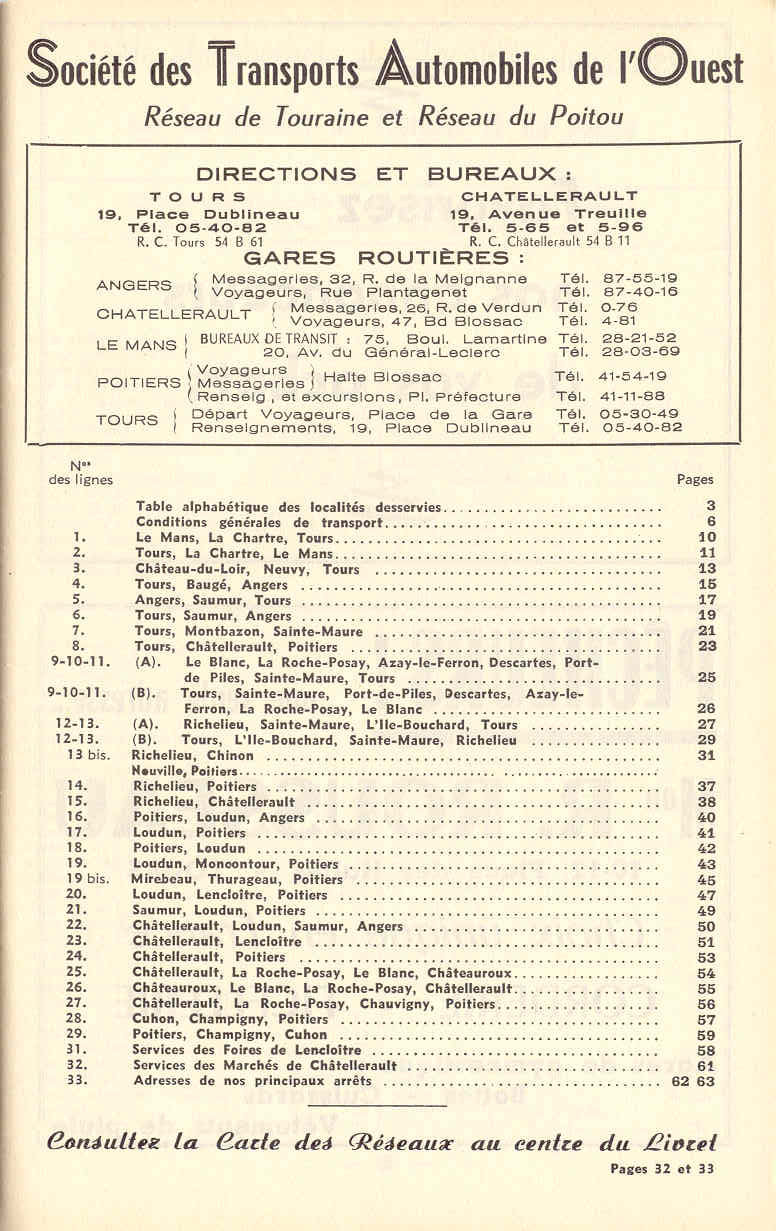 Société des Transports Automobiles de l'Ouest
Réseau de Touraine et Réseau du Poitou
DIRECTIONS ET BUREAUX :
TOURS CHATELLERAULT
19, Place Dublineau 19, Avenue Treuille
Tél. 05-40-82 Tél. 5-65 et 5-96
R. C. Tours 54 B 61 R. C. Châtellerault 54 B 11
GARES ROUTIÈRES :
ANGERS { Messageries, 32, R. de la Meignanne Tél. 87-55-19
Voyageurs, Rue Plantagenet Tél. 87-40-16
CHATELLERAULT { Messageries, 26, R. de Verdun Tél. 0-76
Voyageurs, 47, Bd Blossac Tél. 4-81
LE MANS { BUREAUX DE TRANSIT : 75, Boul. Lamartine Tél. 28-21-52
20, Av. du Général-Leclerc Tél. 28-03-69
POITIERS { Voyageurs } Messageries } Halte Blossac Tél. 41-54-19
Renseig, et excursions, Pl. Préfecture Tél. 41-11-88
TOURS { Départ Voyageurs, Place de la Gare Tél. 05-30-49
Renseignements, 19, Place Dublineau Tél. 05-40-82
Nos
des lignes Pages
Table alphabétique des localités desservies 3
Conditions générales de transport 6
1. Le Mans, La Chartre, Tours 10
2. Tours, La Chartre, Le Mans 11
3. Château-du-Loir, Neuvy, Tours 13
4. Tours, Baugé, Angers 15
5. Angers, Saumur, Tours 17
6. Tours, Saumur, Angers 19
7. Tours, Montbazon, Sainte-Maure 21
8. Tours, Châtellerault, Poitiers 23
9-10-11. (A). Le Blanc, La Roche-Posay, Azay-le-Ferron, Descartes, Port-
de Piles, Sainte-Maure, Tours 25
9-10-11. (B). Tours, Sainte-Maure, Port-de-Piles, Descartes, Azay-le-
Ferron, La Roche-Posay, Le Blanc 26
12-13. (A). Richelieu, Sainte-Maure, L'Ile-Bouchard, Tours 27
12-13. (B). Tours, L'Ile-Bouchard, Sainte-Maure, Richelieu 29
13 bis. Richelieu, Chinon 31
Neuville, Poitiers
14. Richelieu, Poitiers 37
15. Richelieu, Châtellerault 38
16. Poitiers, Loudun, Angers 40
17. Loudun, Poitiers 41
18. Poitiers, Loudun 42
19. Loudun, Moncontour, Poitiers 43
19 bis. Mirebeau, Thurageau, Poitiers 45
20. Loudun, Lencloître, Poitiers 47
21. Saumur, Loudun, Poitiers 49
22. Châtellerault, Loudun, Saumur, Angers 50
23. Châtellerault, Lencloître 51
24. Châtellerault, Poitiers 53
25. Châtellerault, La Roche-Posay, Le Blanc, Châteauroux 54
26. Châteauroux, Le Blanc, La Roche-Posay, Châtellerault 55
27. Châtellerault, La Roche-Posay, Chauvigny, Poitiers 56
28. Cuhon, Champigny, Poitiers 57
29. Poitiers, Champigny, Cuhon 59
31. Services des Foires de Lencloître 58
32. Services des Marchés de Châtellerault 61
33. Adresses de nos principaux arrêts 62 63
Consultez la Carte des Réseaux au centre du Livret
Pages 32 et 33